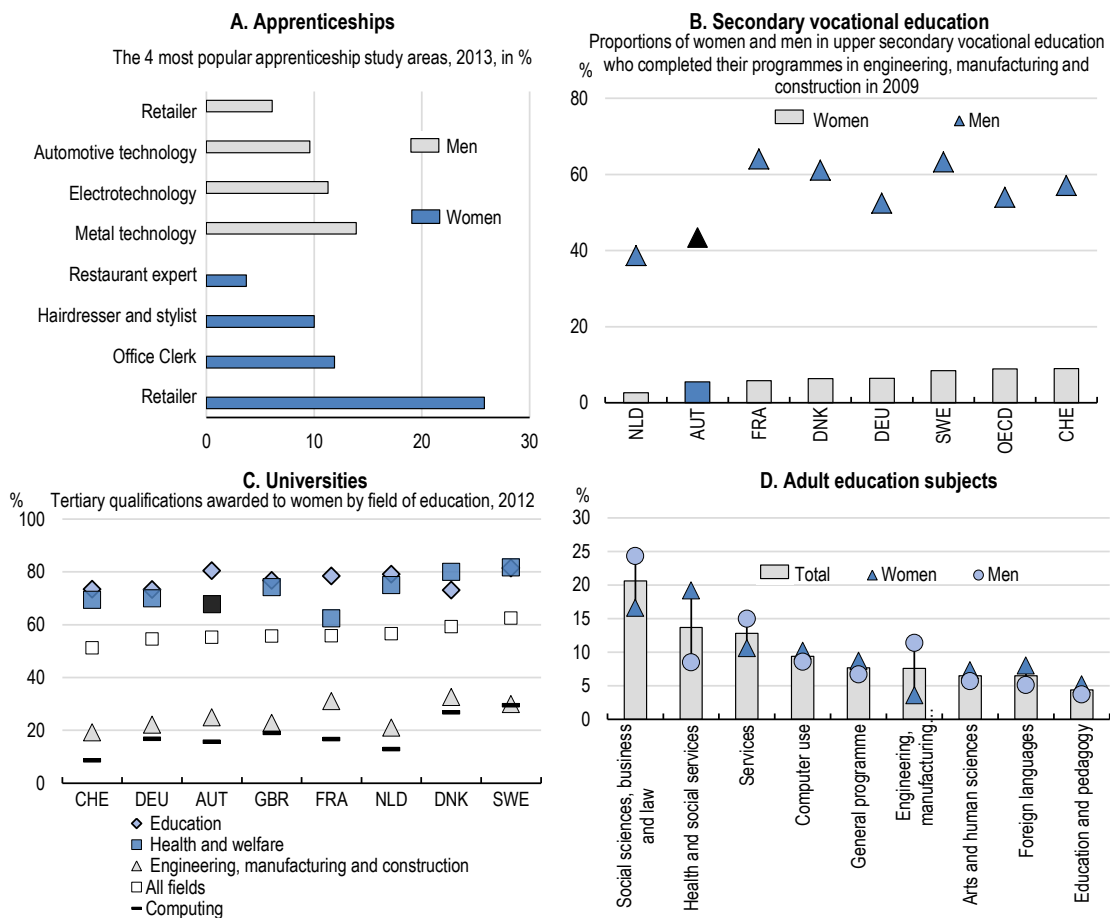 A. Apprenticeships
The 4 most popular apprenticeship study areas, 2013, in %
Retailer
Automotive technology
Electrotechnology
Metal technology
Restaurant expert
Hairdresser and stylist
Office Clerk
Retailer
Men
Women
0 10 20 30
B. Secondary vocational education
Proportions of women and men in upper secondary vocational education
who completed their programmes in engineering, manufacturing and
construction in 2009
%
80
60
40
20
0
Women Men
NLD AUT FRA DNK DEU SWE OECD CHE
C. Universities
Tertiary qualifications awarded to women by field of education, 2012
%
100
80
60
40
20
0
CHE DEU AUT GBR FRA NLD DNK SWE
Education
Health and welfare
Engineering, manufacturing and construction
All fields
Computing
D. Adult education subjects
%
30
25
20
15
10
5
0
Total Women Men
Social sciences, business
and law
Health and social services
Services
Computer use
General programme
Engineering,
manufacturing...
Arts and human sciences
Foreign languages
Education and pedagogy